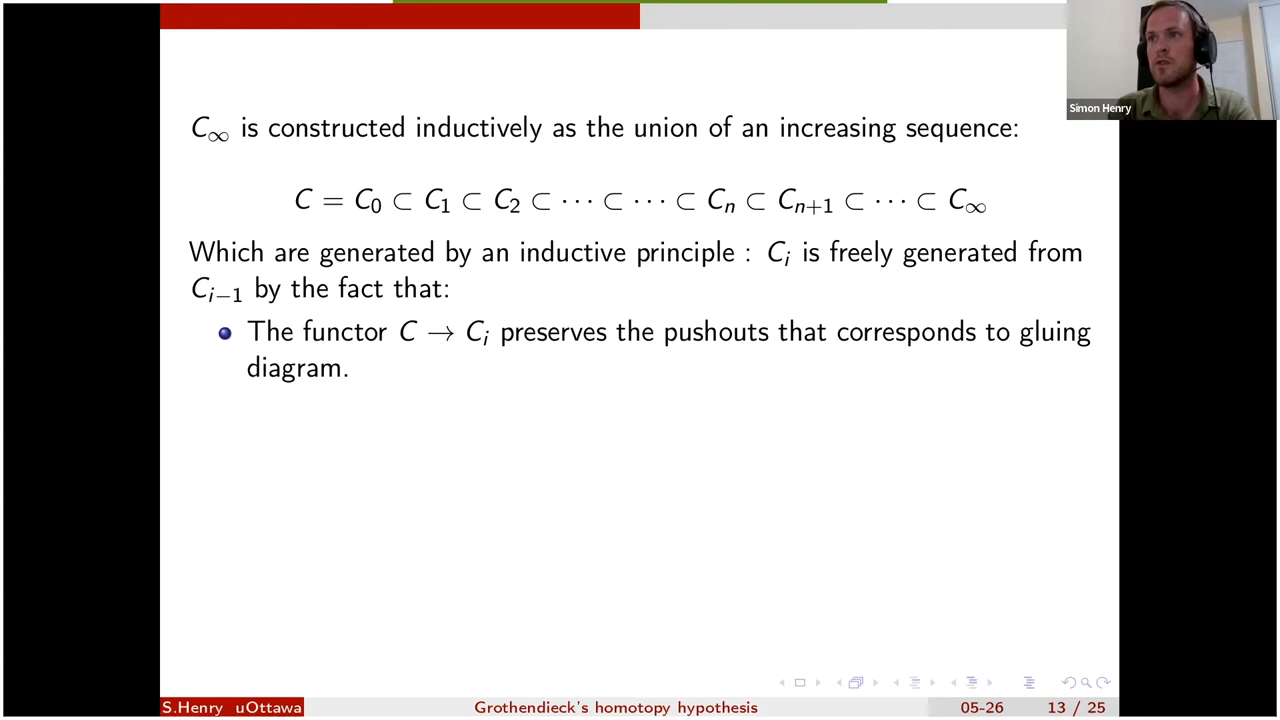 Simon Henry
C∞ is constructed inductively as the union of an increasing sequence:
C = C₀ ⊂ C₁ ⊂ C₂ ⊂ ⋯ ⊂ ⋯ ⊂ Cₙ ⊂ Cₙ₊₁ ⊂ ⋯ ⊂ C∞
Which are generated by an inductive principle : Cᵢ is freely generated from
Cᵢ₋₁ by the fact that:
The functor C → Cᵢ preserves the pushouts that corresponds to gluing
diagram.
S.Henry uOttawa Grothendieck's homotopy hypothesis 05-26 13 / 25